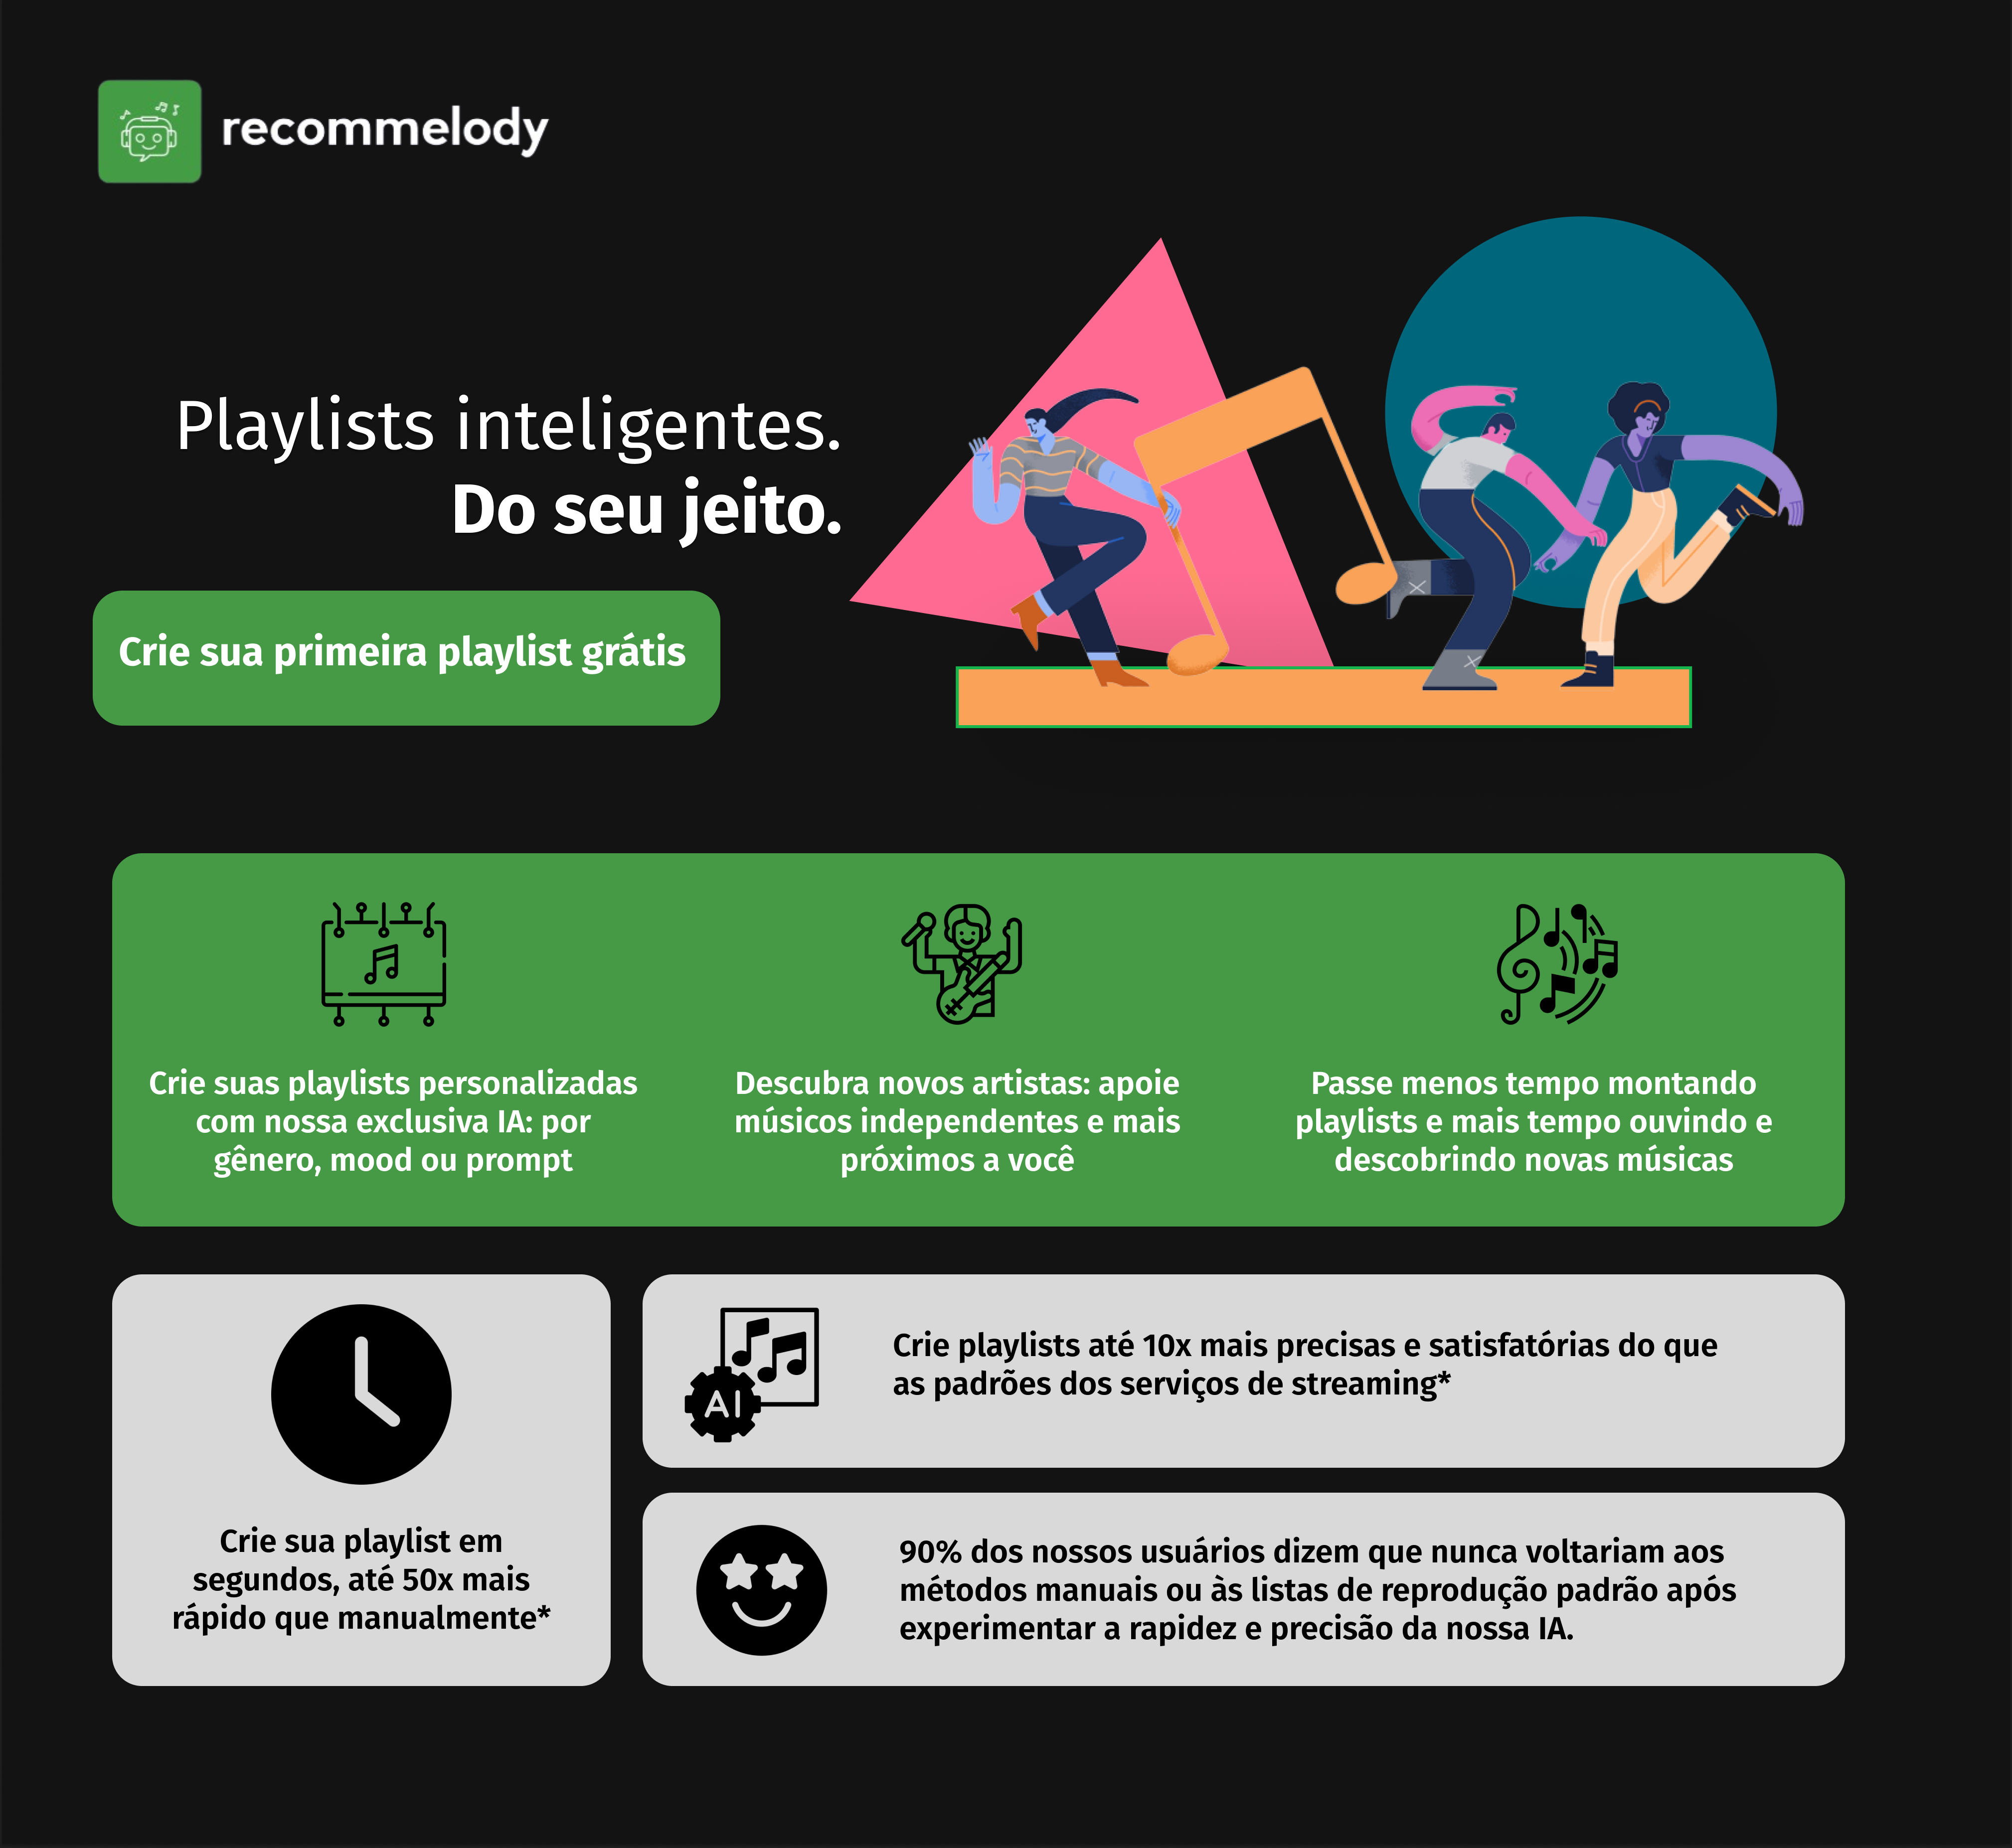 recommelody
Playlists inteligentes.
Do seu jeito.
Crie sua primeira playlist grátis
Crie suas playlists personalizadas
com nossa exclusiva IA: por
gênero, mood ou prompt
Descubra novos artistas: apoie
músicos independentes e mais
próximos a você
Passe menos tempo montando
playlists e mais tempo ouvindo e
descobrindo novas músicas
Crie sua playlist em
segundos, até 50x mais
rápido que manualmente*
AI
Crie playlists até 10x mais precisas e satisfatórias do que
as padrões dos serviços de streaming*
90% dos nossos usuários dizem que nunca voltariam aos
métodos manuais ou às listas de reprodução padrão após
experimentar a rapidez e precisão da nossa IA.